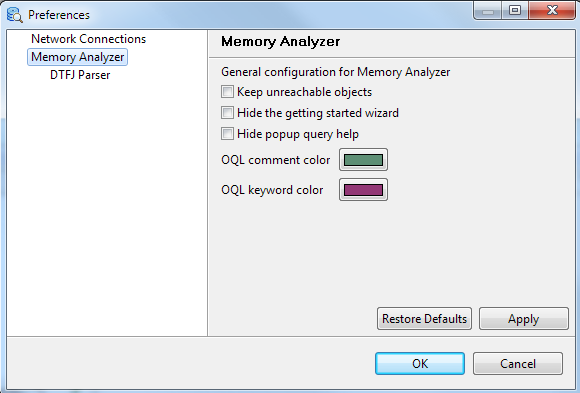 Preferences
Network Connections
Memory Analyzer
DTFJ Parser
Memory Analyzer
General configuration for Memory Analyzer
Keep unreachable objects
Hide the getting started wizard
Hide popup query help
OQL comment color
OQL keyword color
Restore Defaults
Apply
OK
Cancel